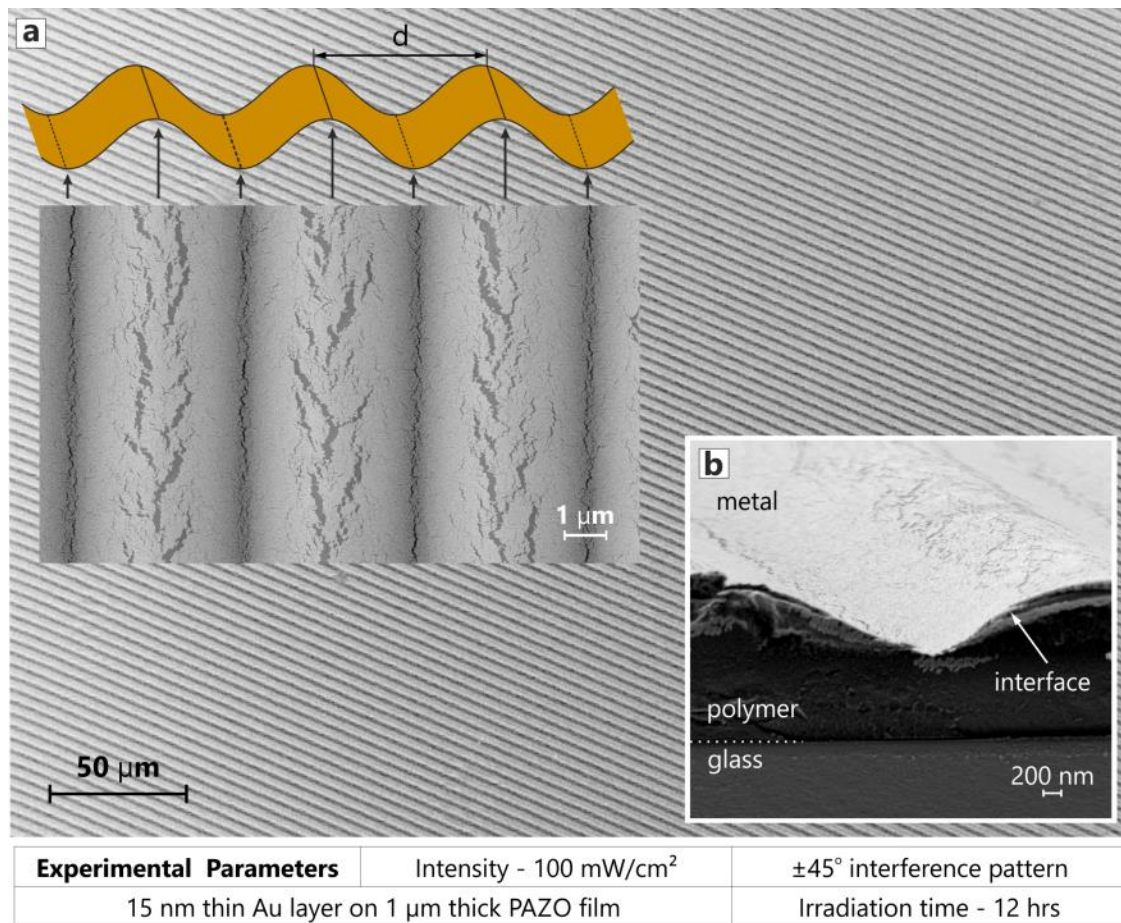 a
d
1 μm
50 μm
b
metal
interface
polymer
glass
200 nm
Experimental Parameters
Intensity - 100 mW/cm²
±45° interference pattern
15 nm thin Au layer on 1 μm thick PAZO film
Irradiation time - 12 hrs